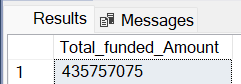 Results Messages
Total_funded_Amount
1 435757075